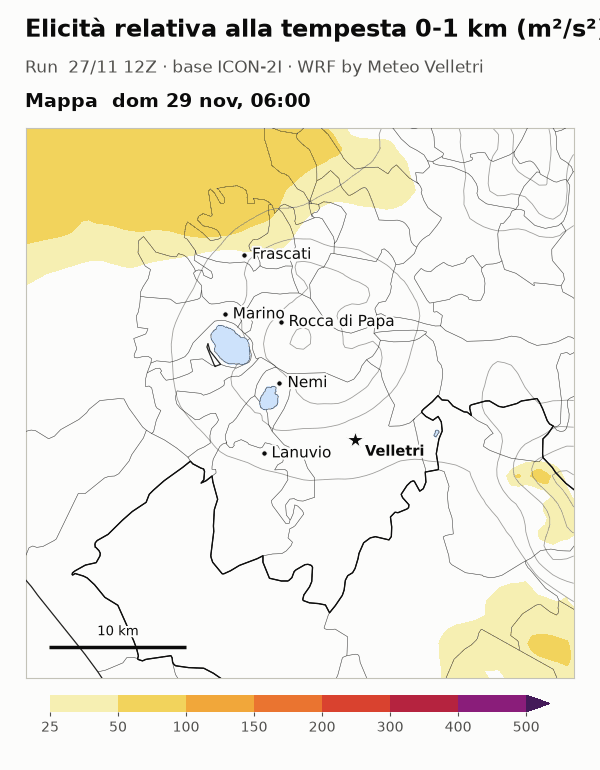 Elicità relativa alla tempesta 0-1 km (m²/s²)
Run 27/11 12Z · base ICON-2I · WRF by Meteo Velletri
Mappa dom 29 nov, 06:00
Frascati
Marino
Rocca di Papa
Nemi
Velletri
Lanuvio
10 km
25 50 100 150 200 300 400 500